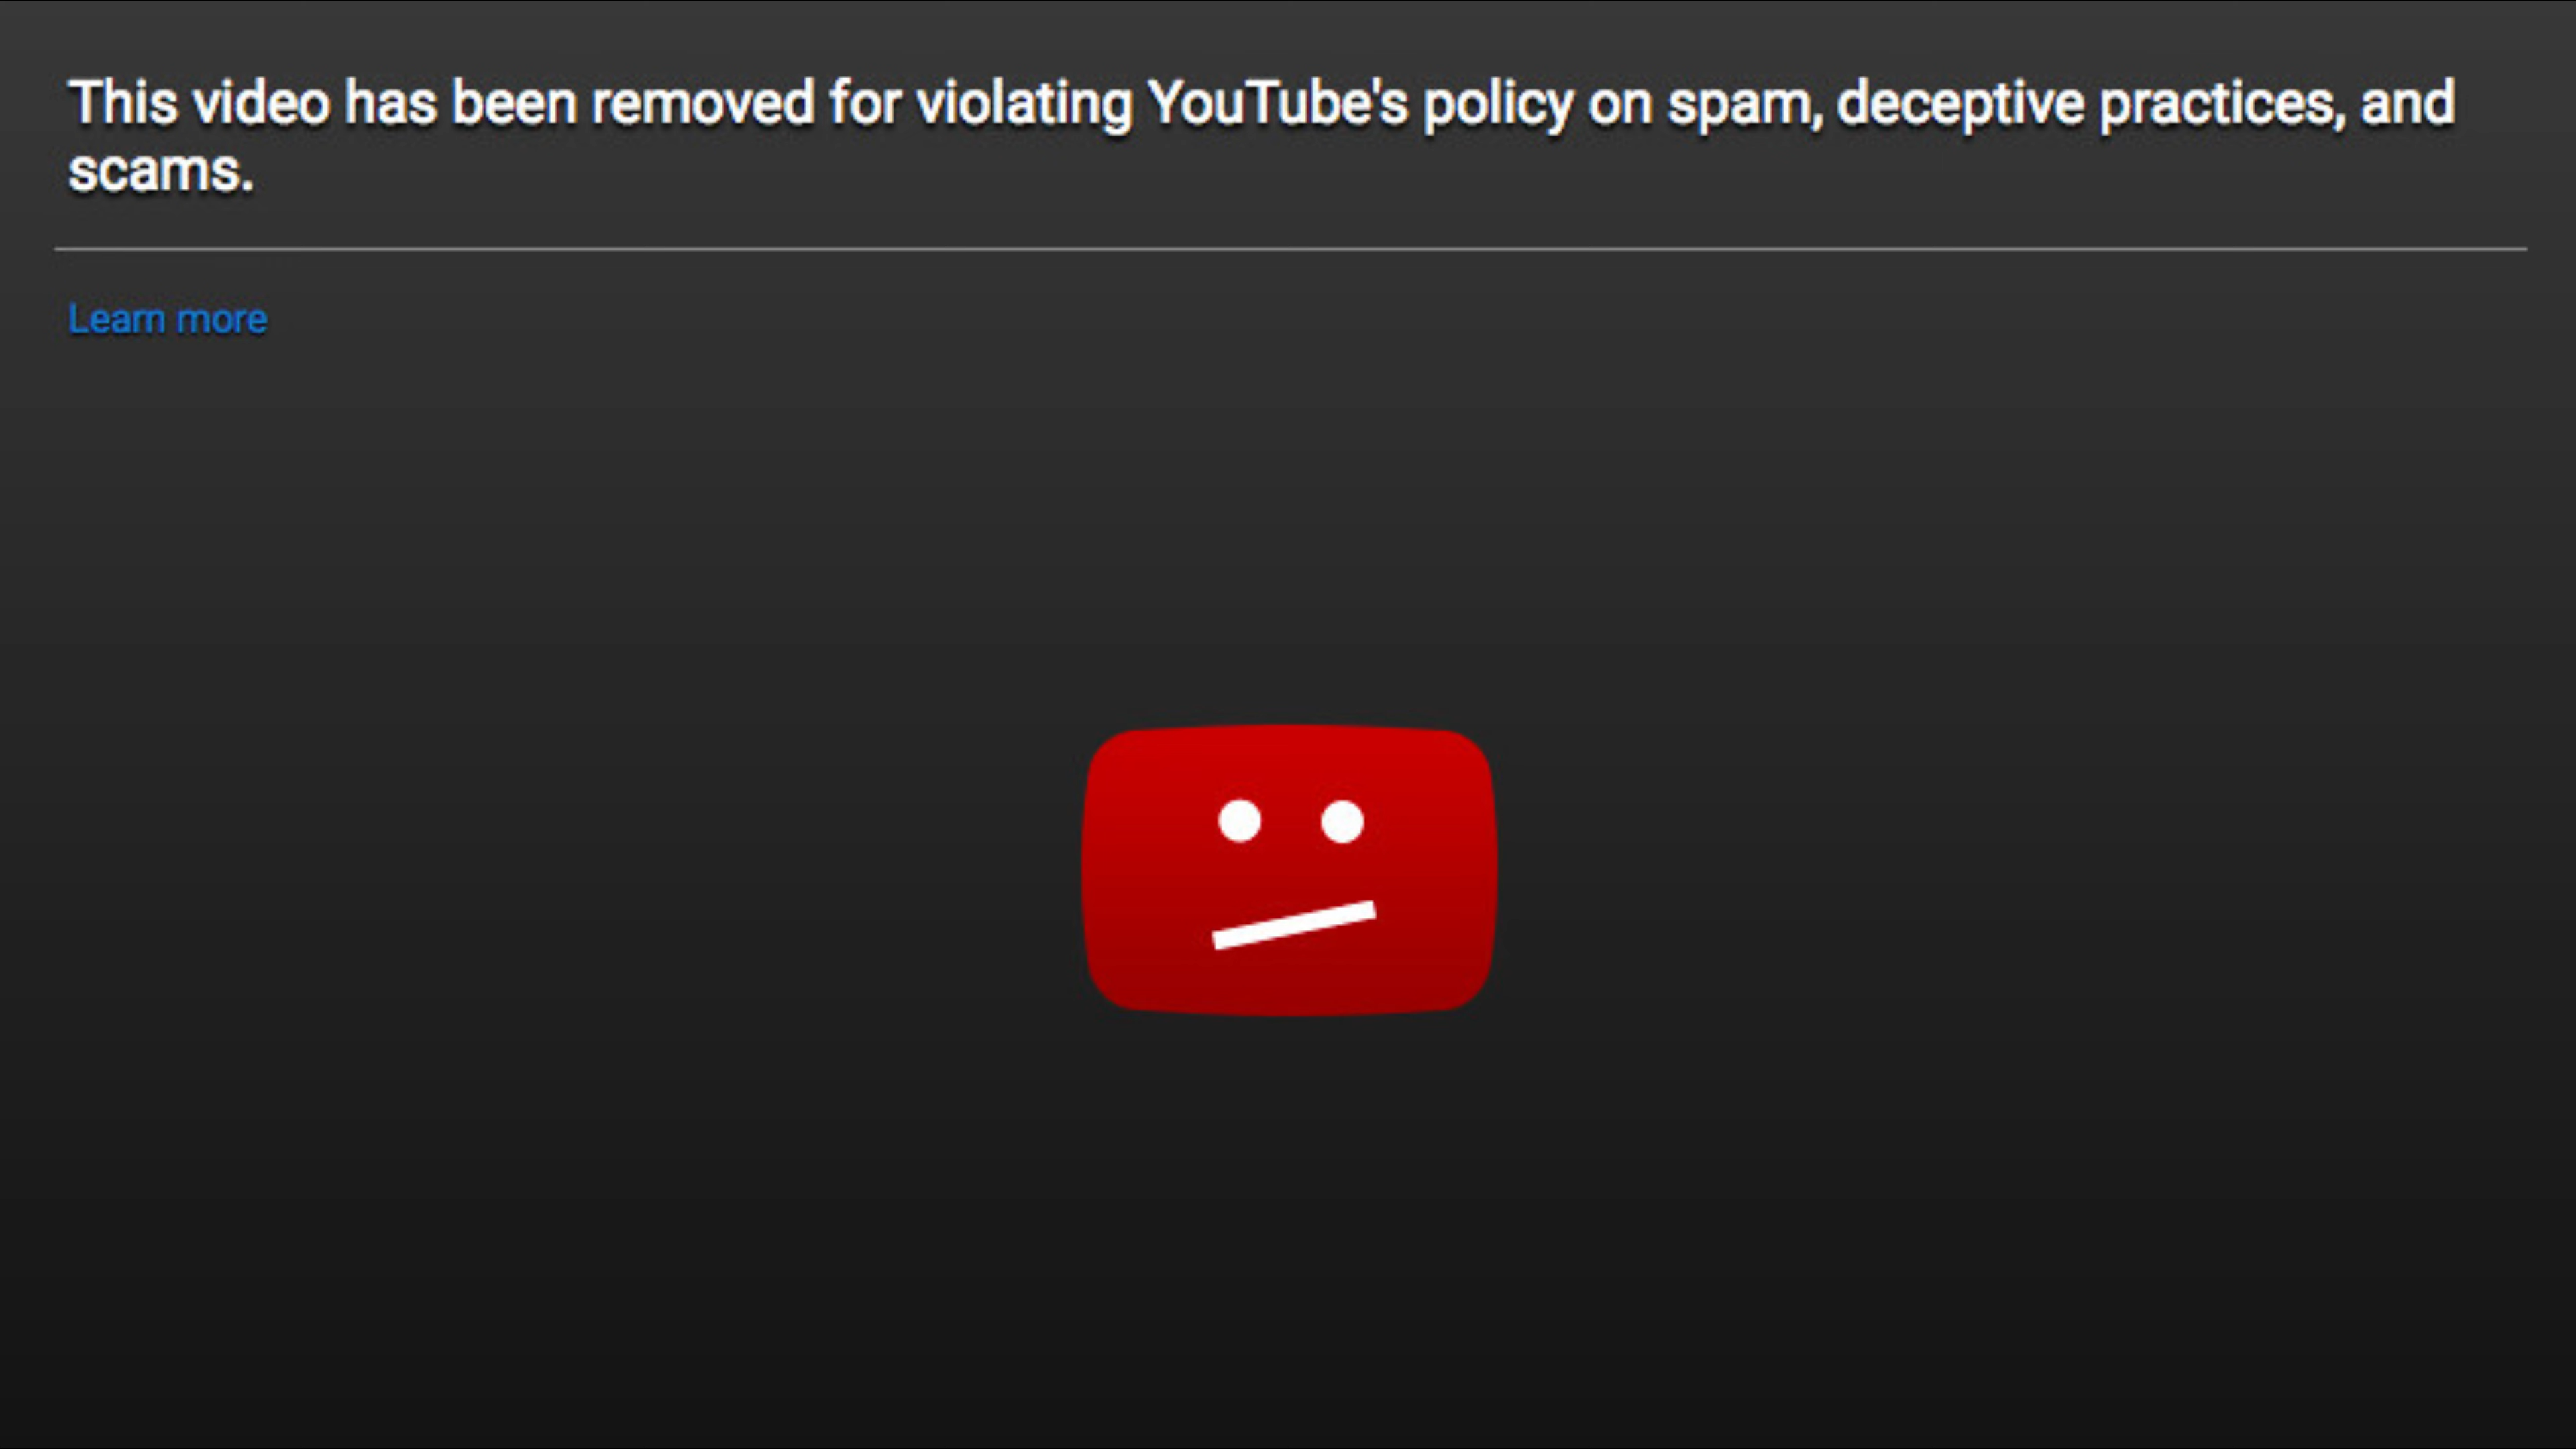 This video has been removed for violating YouTube's policy on spam, deceptive practices, and
scams.
Learn more